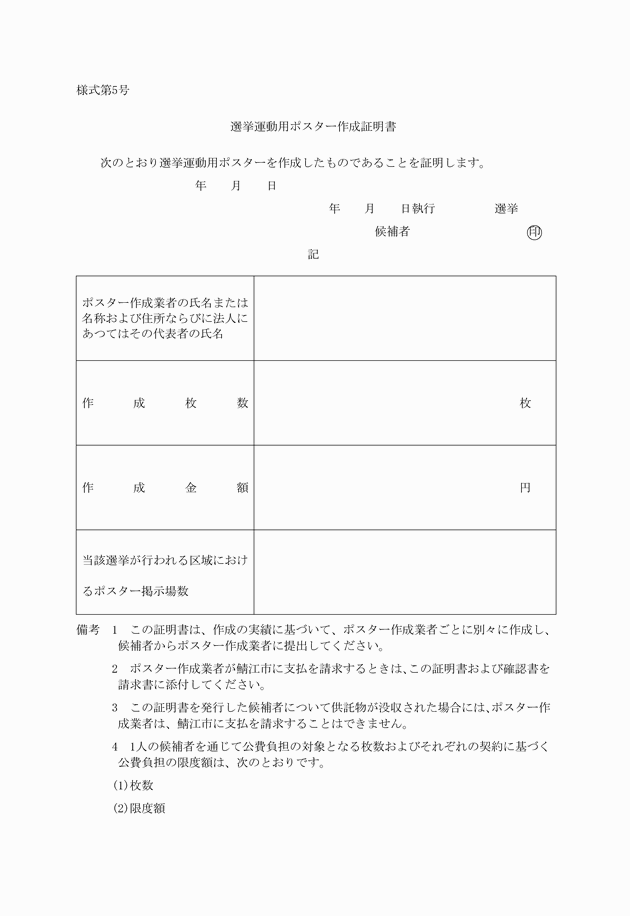 様式第5号
選挙運動用ポスター作成証明書
次のとおり選挙運動用ポスターを作成したものであることを証明します。
年　　月　　日
年　　月　　日執行　　　　　選挙
候補者　　　　　　　　　　㊞
記
ポスター作成業者の氏名または
名称および住所ならびに法人に
あつてはその代表者の氏名
作　成　枚　数　　　　枚
作　成　金　額　　　　円
当該選挙が行われる区域におけ
るポスター掲示場数
備考　1　この証明書は、作成の実績に基づいて、ポスター作成業者ごとに別々に作成し、
候補者からポスター作成業者に提出してください。
2　ポスター作成業者が鯖江市に支払を請求するときは、この証明書および確認書を
請求書に添付してください。
3　この証明書を発行した候補者について供託物が没収された場合には、ポスター作
成業者は、鯖江市に支払を請求することはできません。
4　1人の候補者を通じて公費負担の対象となる枚数およびそれぞれの契約に基づく
公費負担の限度額は、次のとおりです。
(1)枚数
(2)限度額